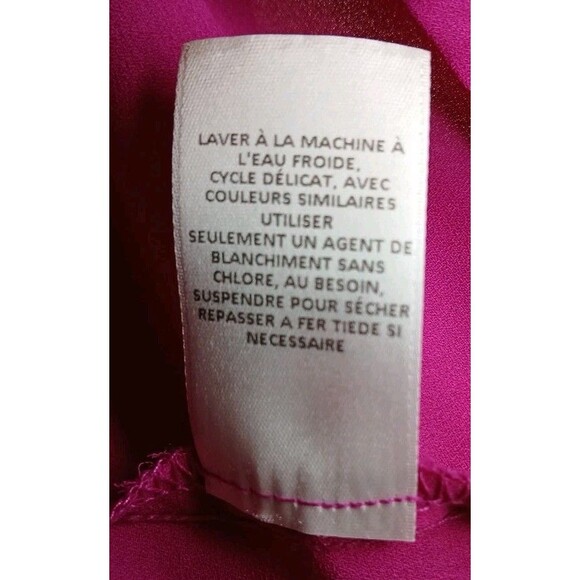 LAVER À LA MACHINE À
L'EAU FROIDE,
CYCLE DÉLICAT, AVEC
COULEURS SIMILAIRES
UTILISER
SEULEMENT UN AGENT DE
BLANCHIMENT SANS
CHLORE, AU BESOIN,
SUSPENDRE POUR SÉCHER
REPASSER A FER TIEDE SI
NECESSAIRE